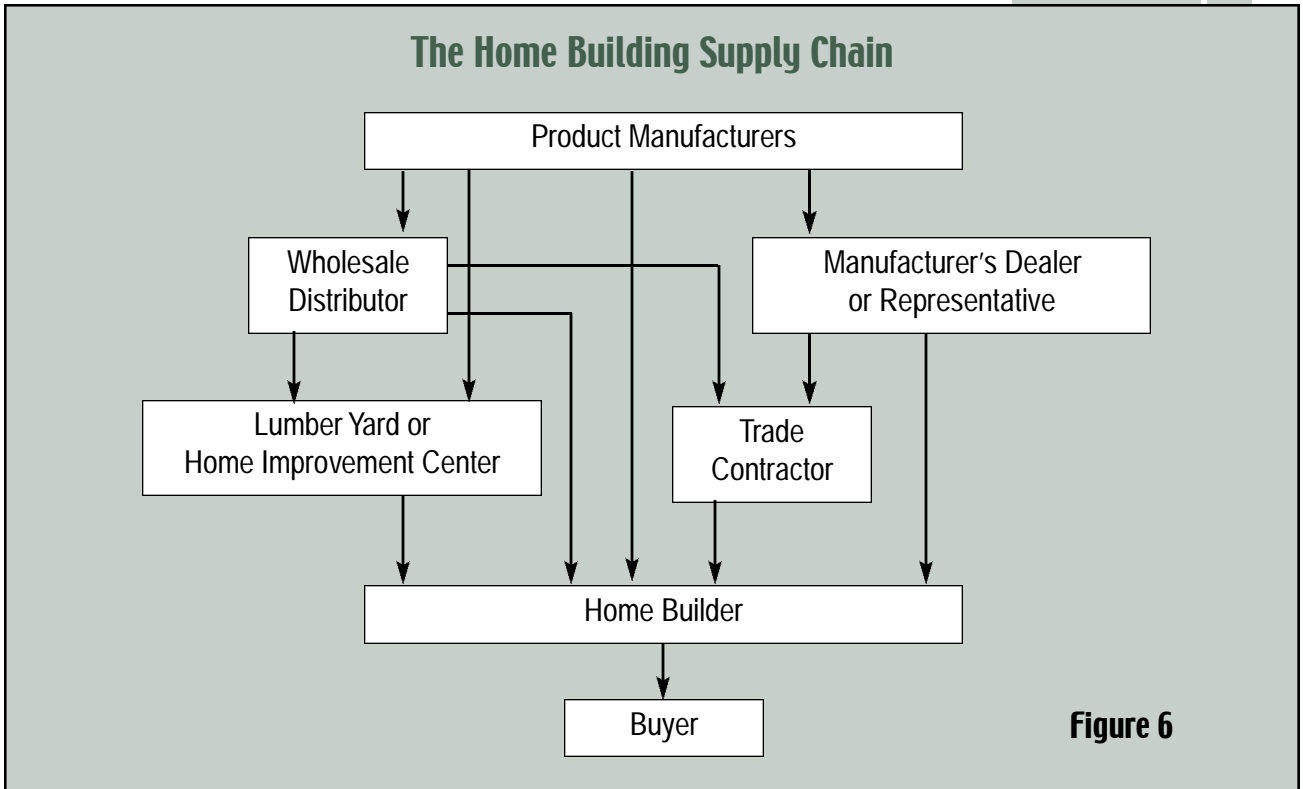 The Home Building Supply Chain
Product Manufacturers
Wholesale
Distributor
Manufacturer's Dealer
or Representative
Lumber Yard or
Home Improvement Center
Trade
Contractor
Home Builder
Buyer
Figure 6